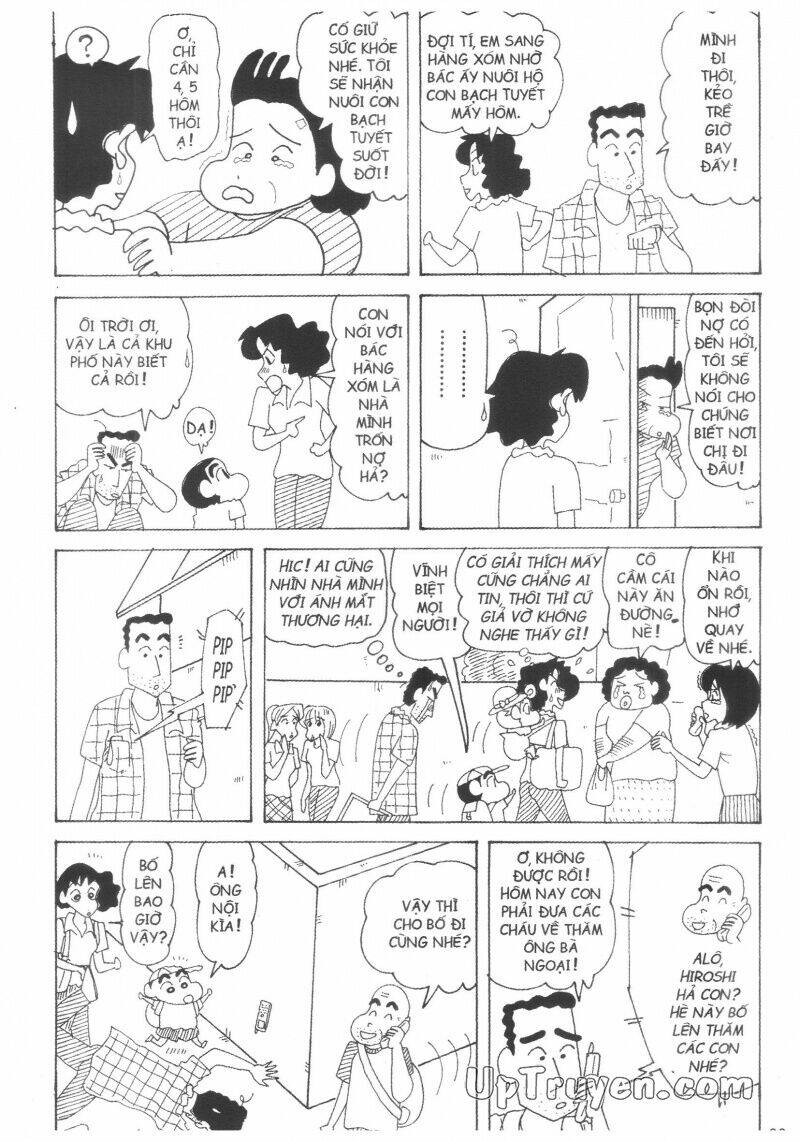 MÌNH
ĐI
THÔI,
KẺO
TRỄ
GIỜ
BAY
ĐẤY!
ĐỢI TÍ, EM SANG
HÀNG XÓM NHỜ
BÁC ẤY NUÔI HỘ
CON BẠCH TUYẾT
MẤY HÔM.
CÓ GIỮ
SỨC KHỎE
NHÉ. TÔI
SẼ NHẬN
NUÔI CON
BẠCH
TUYẾT
SUỐT
ĐỜI!
Ơ,
CHỈ
CẦN
4, 5
HÔM
THÔI
Ạ!
?
BỌN ĐÒI
NỢ CÓ
ĐẾN HỎI,
TÔI SẼ
KHÔNG
NÓI CHO
CHÚNG
BIẾT NƠI
CHỊ ĐI
ĐÂU!
..........
CON
NÓI VỚI
BÁC
HÀNG
XÓM LÀ
NHÀ
MÌNH
TRỐN
NỢ
HẢ?
DẠ!
ÔI TRỜI ƠI,
VẬY LÀ CẢ KHU
PHỐ NÀY BIẾT
CẢ RỒI!
KHI
NÀO
ỔN RỒI,
NHỚ
QUAY
VỀ NHÉ.
CÔ
CẦM CÁI
NÀY ĂN
ĐƯỜNG
NÈ!
CÓ GIẢI THÍCH MẤY
CŨNG CHẲNG AI
TIN, THÔI THÌ CỨ
GIẢ VỜ KHÔNG
NGHE THẤY GÌ!
VĨNH
BIỆT
MỌI
NGƯỜI!
HIC! AI CŨNG
NHÌN NHÀ MÌNH
VỚI ÁNH MẮT
THƯƠNG HẠI.
PIP
PIP
PIP
ALÔ,
HIROSHI
HẢ CON?
HÈ NÀY BỐ
LÊN THĂM
CÁC CON
NHÉ?
Ơ, KHÔNG
ĐƯỢC RỒI!
HÔM NAY CON
PHẢI ĐƯA CÁC
CHÁU VỀ THĂM
ÔNG BÀ
NGOẠI!
VẬY THÌ
CHO BỐ ĐI
CÙNG NHÉ?
A!
ÔNG
NỘI
KÌA!
BỐ
LÊN
BAO
GIỜ
VẬY?
UpTruyen.com